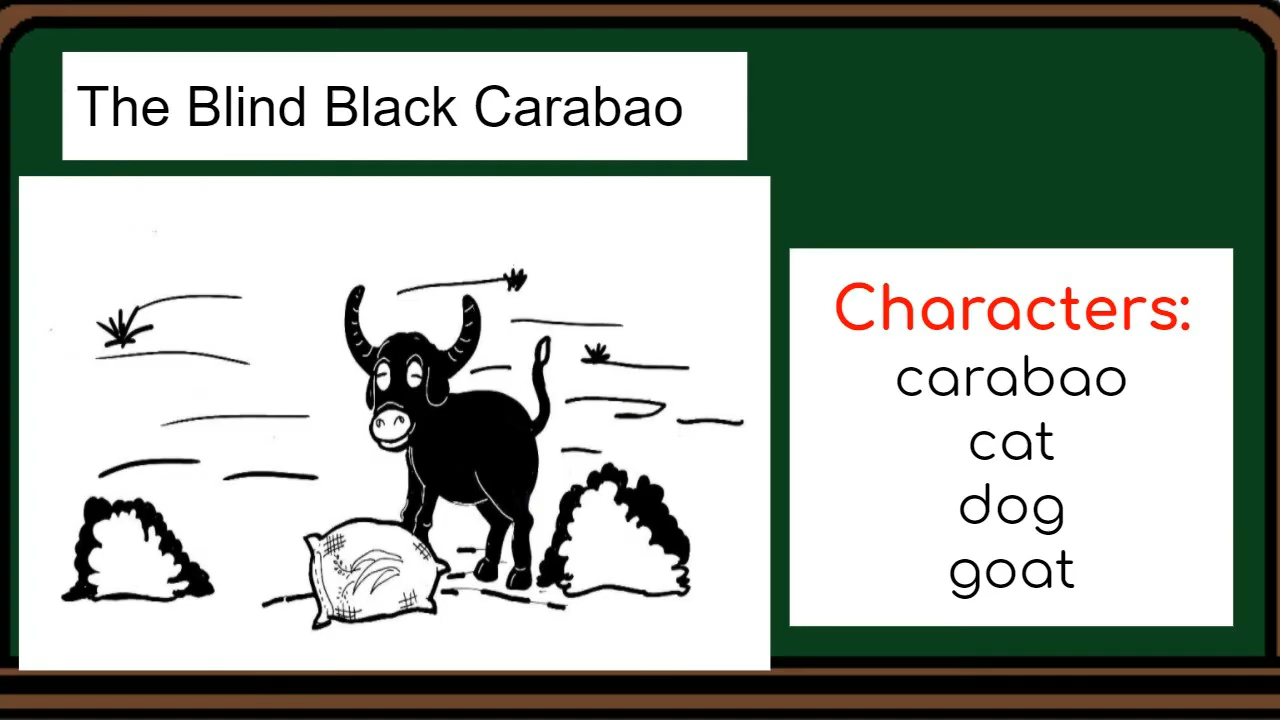 The Blind Black Carabao
Characters:
carabao
cat
dog
goat